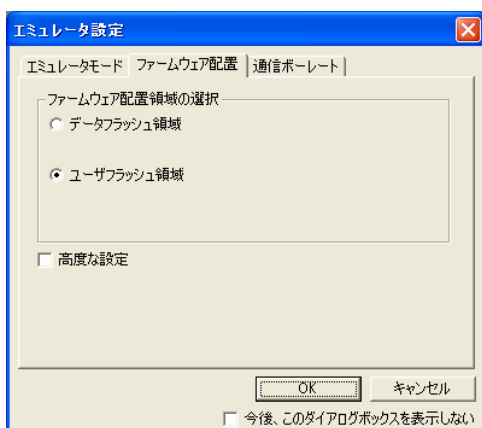 エミュレータ設定
エミュレータモード ファームウェア配置 通信ボーレート
ファームウェア配置領域の選択
データフラッシュ領域
ユーザフラッシュ領域
高度な設定
OK キャンセル
今後、このダイアログボックスを表示しない